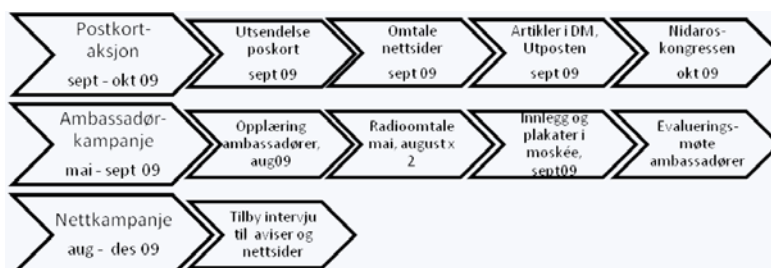 Postkort-
aksjon
sept - okt 09
Utsendelse
poskort
sept 09
Omtale
nettsider
sept 09
Artikler i DM,
Utposten
sept 09
Nidaros-
kongressen
okt 09
Ambassadør-
kampanje
mai - sept 09
Opplæring
ambassadører,
aug09
Radioomtale
mai, august x
2
Innlegg og
plakater i
moskée,
sept09
Evaluerings-
møte
ambassadører
Nettkampanje
aug - des 09
Tilby intervju
til aviser og
nettsider